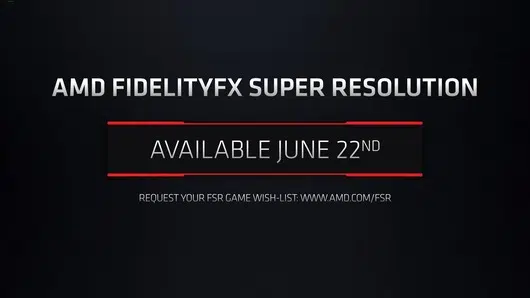 AMD FIDELITYFX SUPER RESOLUTION
AVAILABLE JUNE 22ND
REQUEST YOUR FSR GAME WISH-LIST: WWW.AMD.COM/FSR